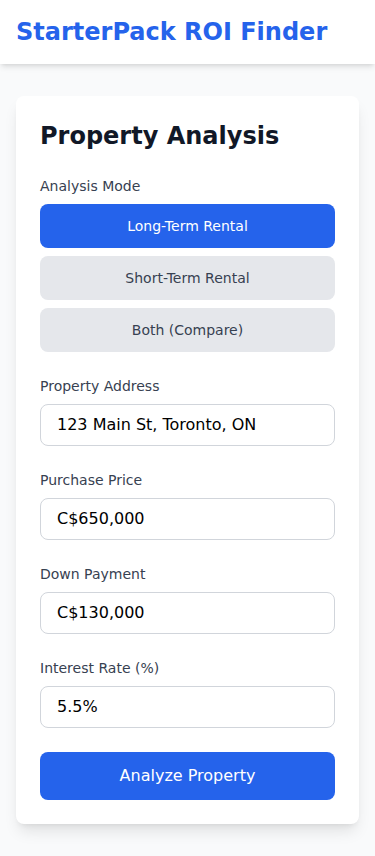 StarterPack ROI Finder
Property Analysis
Analysis Mode
Long-Term Rental
Short-Term Rental
Both (Compare)
Property Address
123 Main St, Toronto, ON
Purchase Price
C$650,000
Down Payment
C$130,000
Interest Rate (%)
5.5%
Analyze Property